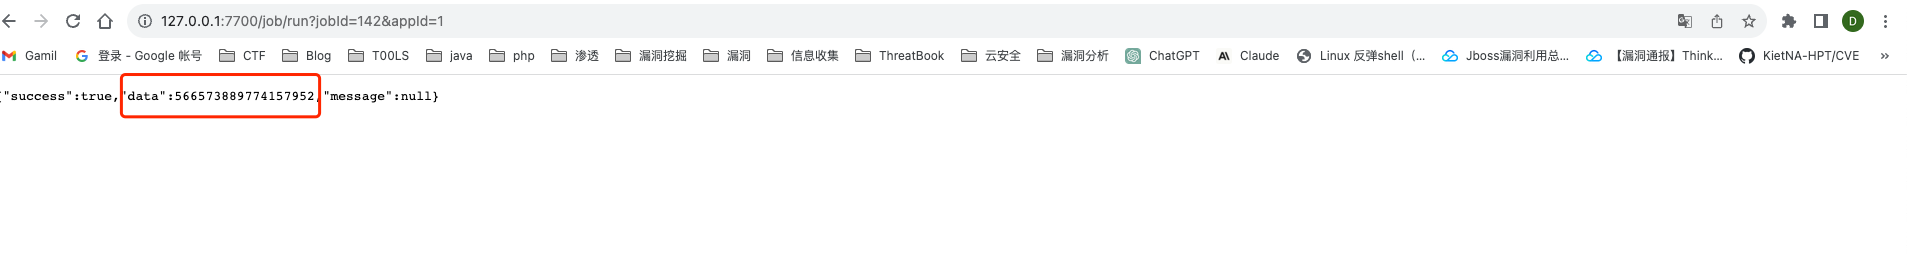 127.0.0.1:7700/job/run?jobId=142&appId=1
D
Gamil 登录 - Google 帐号 CTF Blog T00LS java php 渗透 漏洞挖掘 漏洞 信息收集 ThreatBook 云安全 漏洞分析 ChatGPT Claude Linux 反弹shell（... Jboss漏洞利用总... 【漏洞通报】Think... KietNA-HPT/CVE »
{"success":true,"data":566573889774157952,"message":null}